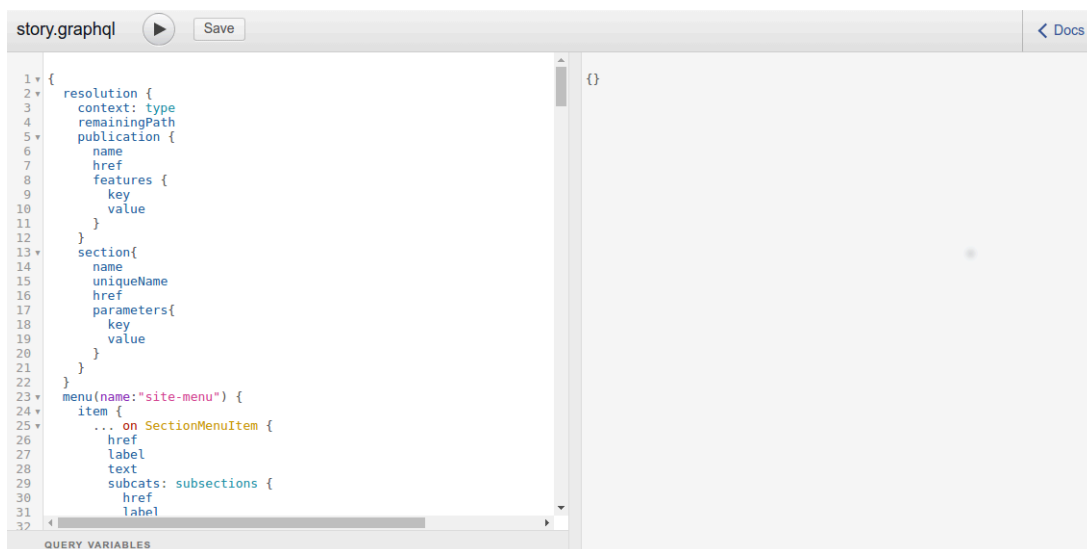 story.graphql Save Docs
1 {
2 resolution {
3 context: type
4 remainingPath
5 publication {
6 name
7 href
8 features {
9 key
10 value
11 }
12 }
13 section{
14 name
15 uniqueName
16 href
17 parameters{
18 key
19 value
20 }
21 }
22 }
23 menu(name:"site-menu") {
24 item {
25 ... on SectionMenuItem {
26 href
27 label
28 text
29 subcats: subsections {
30 href
31 label
32
QUERY VARIABLES
{}